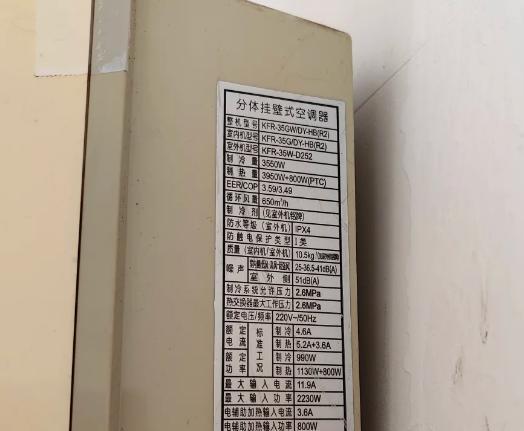 分体挂壁式空调器
整机型号 KFR-35GW/DY-HB(R2)
室内机型号 KFR-35G/DY-HB(R2)
室外机型号 KFR-35W-D252
制冷量 3550W
制热量 3950W+800W(PTC)
EER/COP 3.59/3.49
循环风量 650m³/h
制冷剂 (见室外机铭牌)
防水等级(室外机) IPX4
防触电保护类型 I类
质量(室内机/室外机) 10.5kg
噪声 25-36.5-41dB(A)
室外侧 51dB(A)
制冷系统允许压力 2.6MPa
热交换器最大工作压力 2.6MPa
额定电压/频率 220V~/50Hz
额定电流 标准工况 制冷 4.6A
制热 5.2A+3.6A
额定功率 制冷 990W
制热 1130W+800W
最大输入电流 11.9A
最大输入功率 2230W
电辅助加热输入电流 3.6A
电辅助加热输入功率 800W